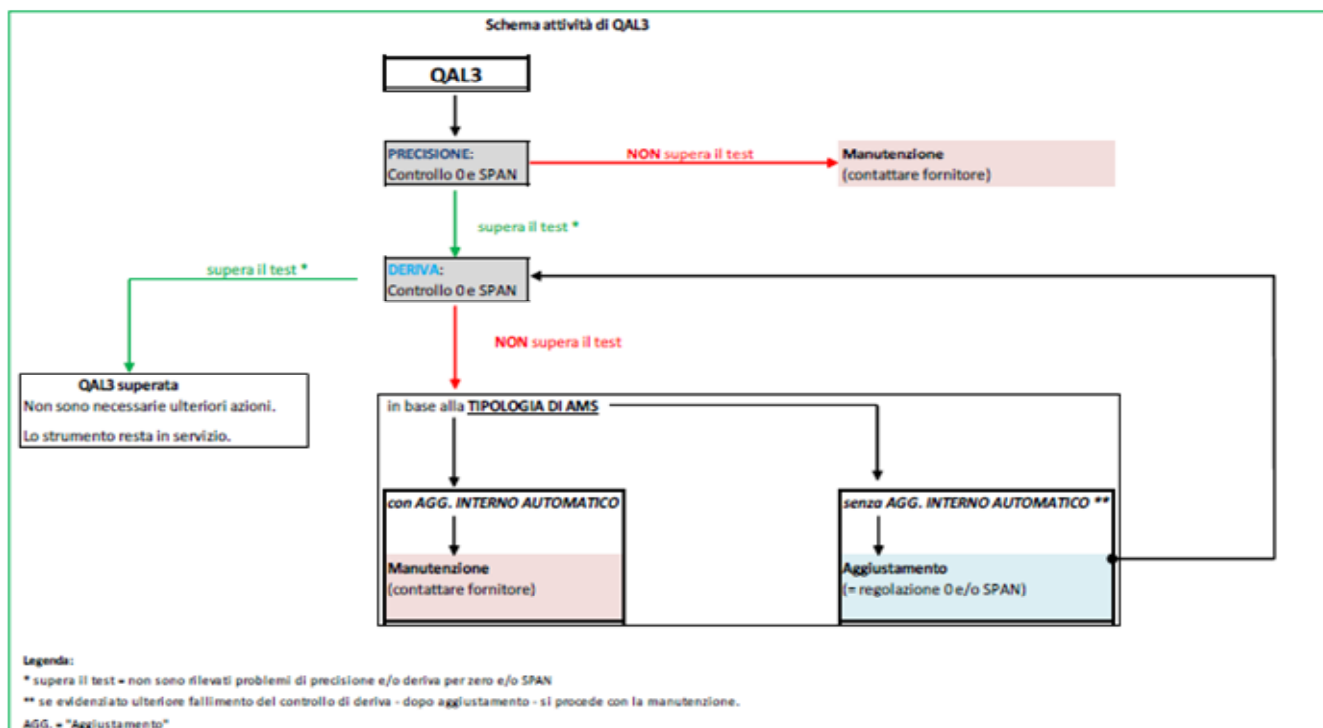 Schema attività di QAL3
QAL3
PRECISIONE:
Controllo 0 e SPAN
NON supera il test
Manutenzione
(contattare fornitore)
supera il test *
supera il test *
DERIVA:
Controllo 0 e SPAN
NON supera il test
QAL3 superata
Non sono necessarie ulteriori azioni.
Lo strumento resta in servizio.
in base alla TIPOLOGIA DI AMS
con AGG. INTERNO AUTOMATICO
Manutenzione
(contattare fornitore)
senza AGG. INTERNO AUTOMATICO **
Aggiustamento
(= regolazione 0 e/o SPAN)
Legenda:
* supera il test = non sono rilevati problemi di precisione e/o deriva per zero e/o SPAN
** se evidenziato ulteriore fallimento del controllo di deriva - dopo aggiustamento - si procede con la manutenzione.
AGG. = "Aggiustamento"